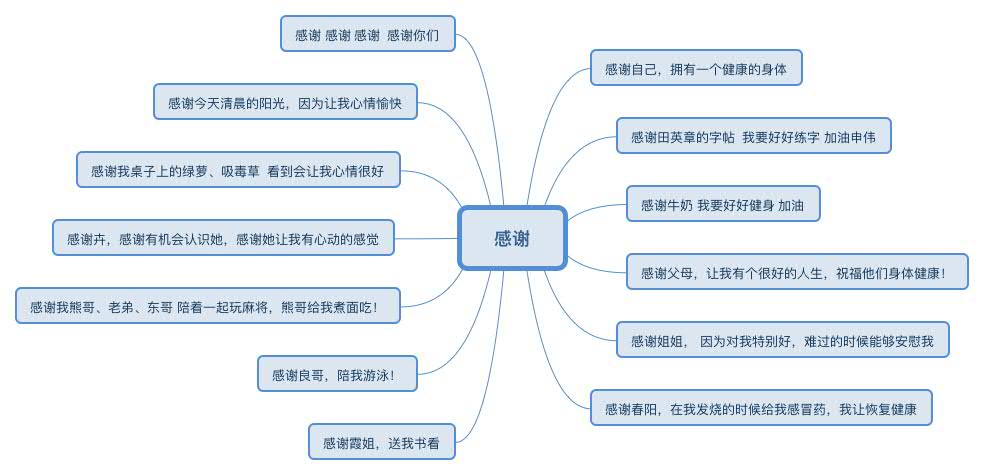 感谢
感谢自己，拥有一个健康的身体
感谢田英章的字帖 我要好好练字 加油申伟
感谢牛奶 我要好好健身 加油
感谢父母，让我有个很好的人生，祝福他们身体健康！
感谢姐姐， 因为对我特别好，难过的时候能够安慰我
感谢春阳，在我发烧的时候给我感冒药，我让恢复健康
感谢 感谢 感谢 感谢你们
感谢今天清晨的阳光，因为让我心情愉快
感谢我桌子上的绿萝、吸毒草 看到会让我心情很好
感谢卉，感谢有机会认识她，感谢她让我有心动的感觉
感谢我熊哥、老弟、东哥 陪着一起玩麻将，熊哥给我煮面吃！
感谢良哥，陪我游泳！
感谢霞姐，送我书看